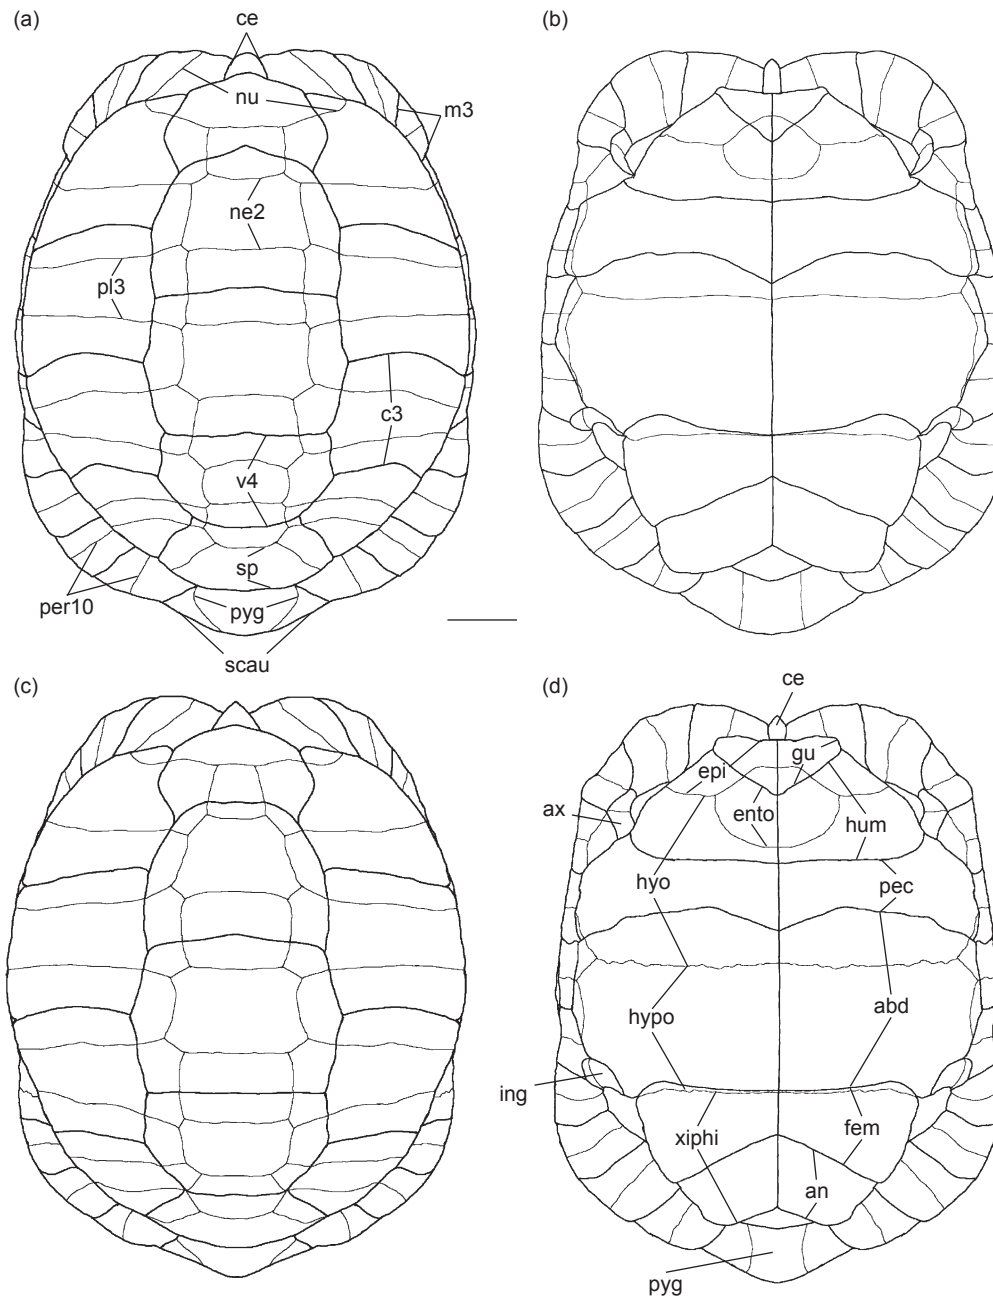 (a)
ce
(b)
nu
m3
ne2
pl3
c3
v4
sp
per10
pyg
scau
(c)
(d)
ce
gu
epi
ax
ento
hum
hyo
pec
hypo
abd
ing
xiphi
fem
an
pyg